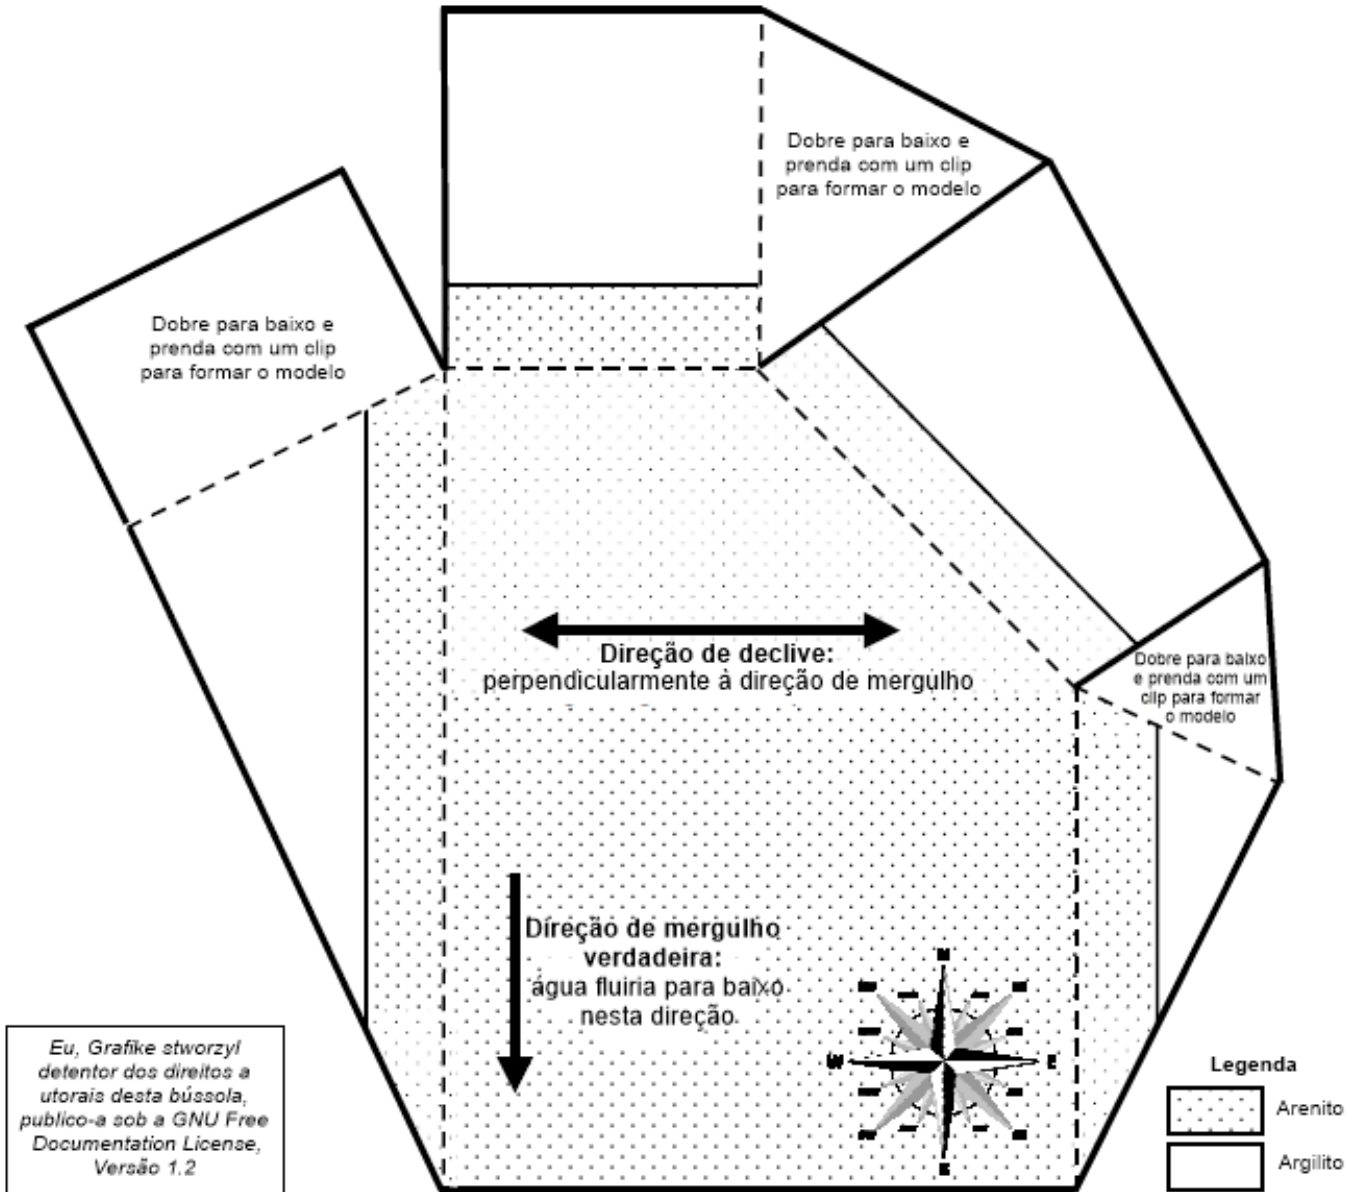 Dobre para baixo e
prenda com um clip
para formar o modelo
Dobre para baixo e
prenda com um clip
para formar o modelo
Direção de declive:
perpendicularmente à direção de mergulho
Dobre para baixo
e prenda com um
clip para formar
o modelo
Direção de mergulho
verdadeira:
água fluiria para baixo
nesta direção
N
W
E
E
Eu, Grafike stworzyl
detentor dos direitos a
utorais desta bússola,
publico-a sob a GNU Free
Documentation License,
Versão 1.2
Legenda
Arenito
Argilito